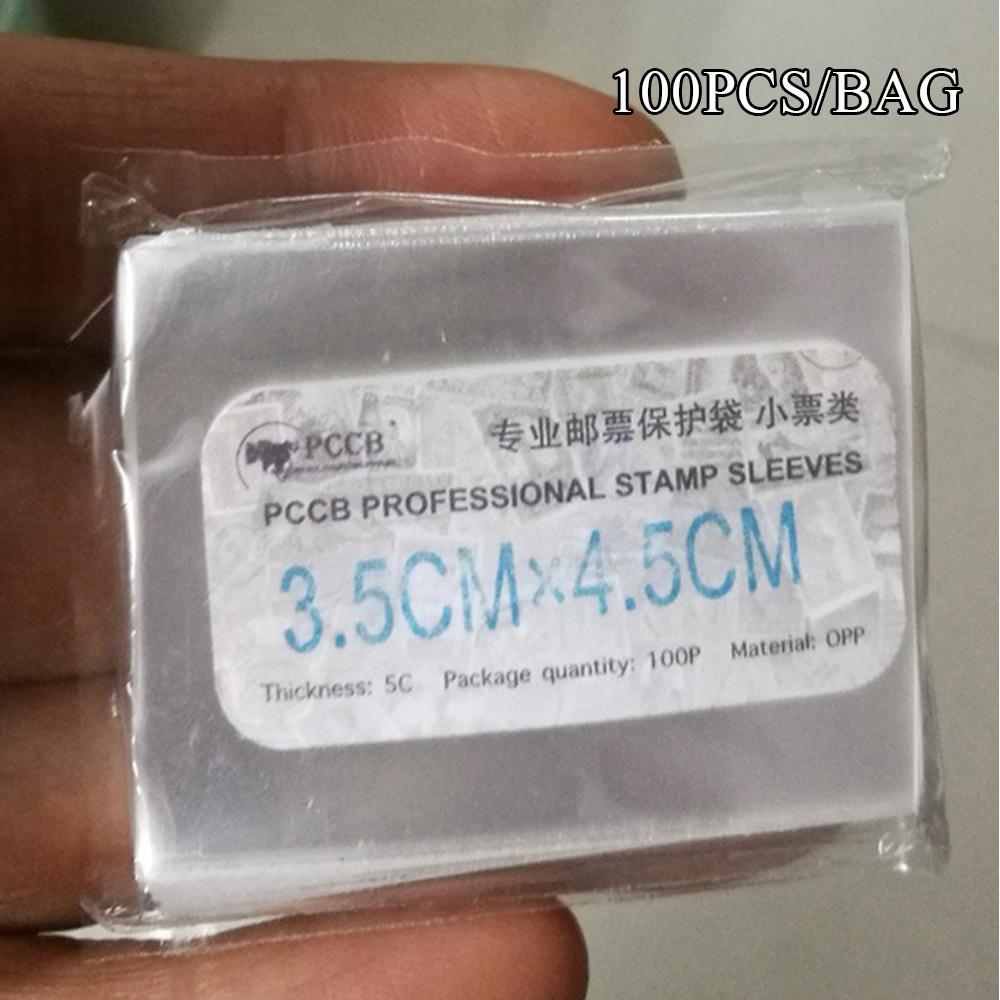 100PCS/BAG
PCCB
专业邮票保护袋 小票类
PCCB PROFESSIONAL STAMP SLEEVES
3.5CM×4.5CM
Thickness: 5C Package quantity: 100P Material: OPP